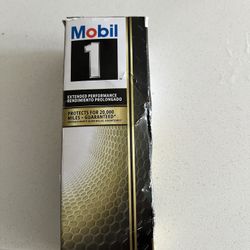 Mobil
1
EXTENDED PERFORMANCE
RENDIMIENTO PROLONGADO
PROTECTS FOR 20,000
MILES • GUARANTEED*